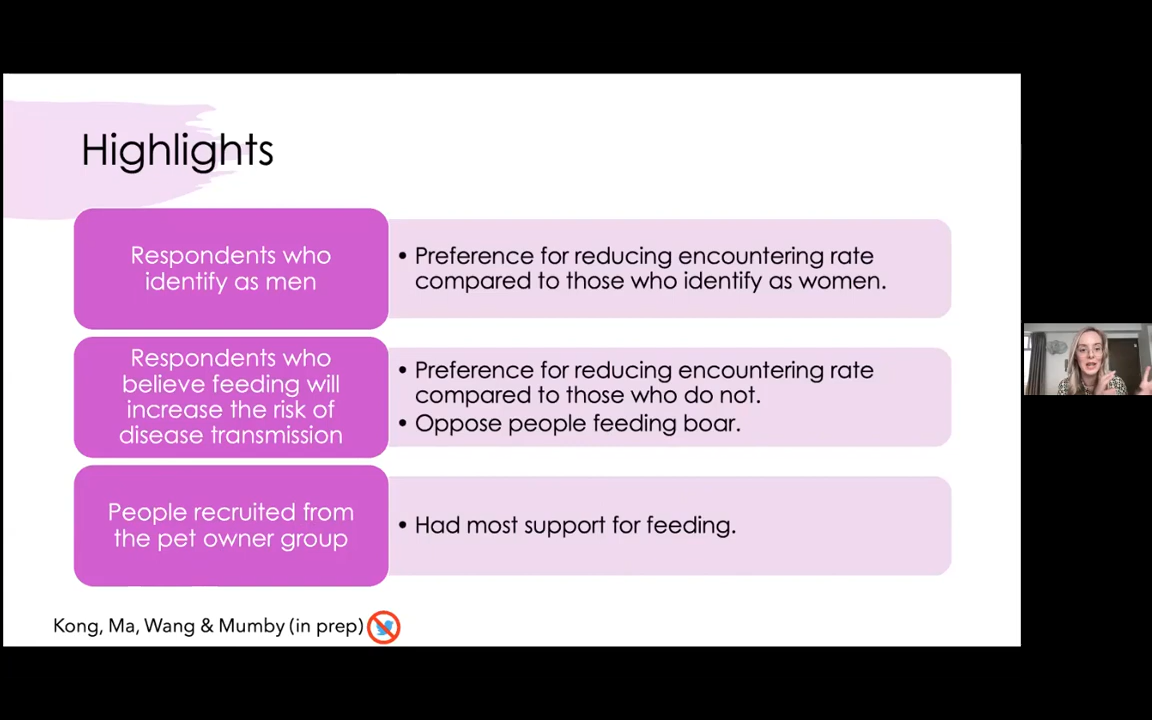 Highlights
Respondents who
identify as men
• Preference for reducing encountering rate
compared to those who identify as women.
Respondents who
believe feeding will
increase the risk of
disease transmission
• Preference for reducing encountering rate
compared to those who do not.
• Oppose people feeding boar.
People recruited from
the pet owner group
• Had most support for feeding.
Kong, Ma, Wang & Mumby (in prep)